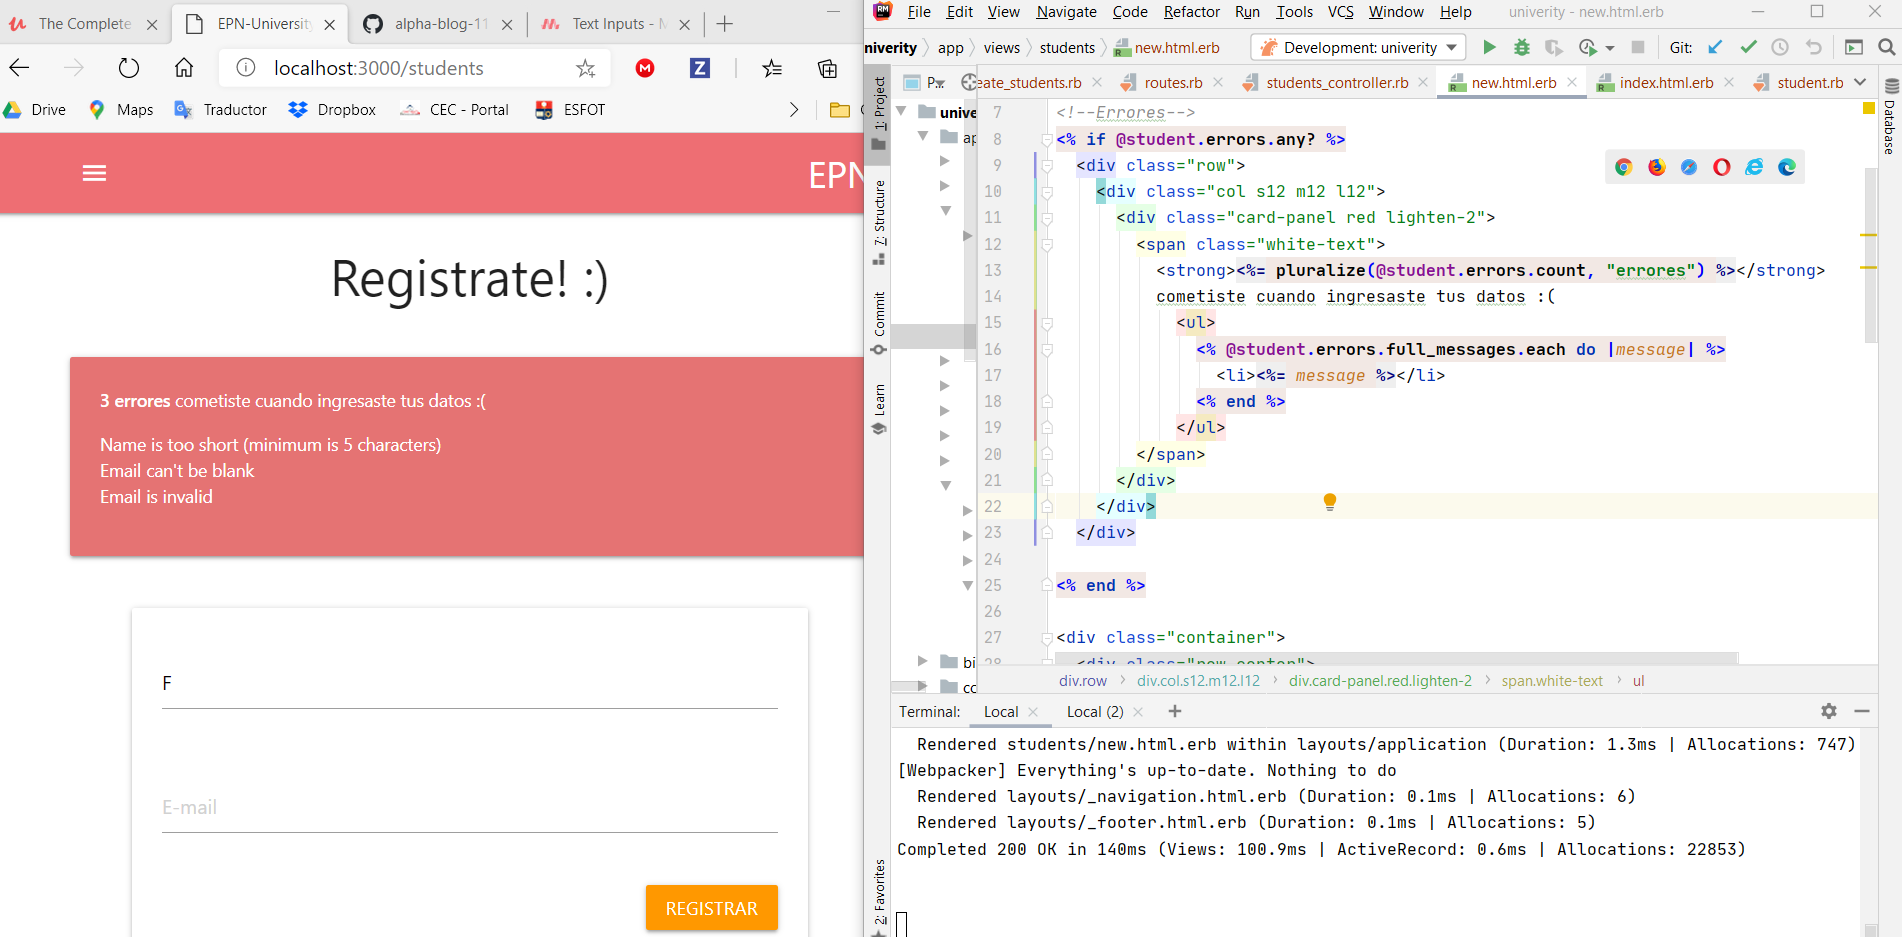 The Complete
EPN-University
alpha-blog-11
Text Inputs - M
localhost:3000/students
Drive
Maps
Traductor
Dropbox
CEC - Portal
ESFOT
EPN
Registrate! :)
3 errores cometiste cuando ingresaste tus datos :(
Name is too short (minimum is 5 characters)
Email can't be blank
Email is invalid
F
E-mail
REGISTRAR
File Edit View Navigate Code Refactor Run Tools VCS Window Help
univerity - new.html.erb
niverity
app
views
students
new.html.erb
Development: univerity
Git:
1: Project
7: Structure
Commit
Learn
2: Favorites
Database
P...
eate_students.rb
routes.rb
students_controller.rb
new.html.erb
index.html.erb
student.rb
unive
ap
bi
7 <!--Errores-->
8 <% if @student.errors.any? %>
9 <div class="row">
10 <div class="col s12 m12 l12">
11 <div class="card-panel red lighten-2">
12 <span class="white-text">
13 <strong><%= pluralize(@student.errors.count, "errores") %></strong>
14 cometiste cuando ingresaste tus datos :(
15 <ul>
16 <% @student.errors.full_messages.each do |message| %>
17 <li><%= message %></li>
18 <% end %>
19 </ul>
20 </span>
21 </div>
22 </div>
23 </div>
24
25 <% end %>
26
27 <div class="container">
28 <div class="row center">
div.row
div.col.s12.m12.l12
div.card-panel.red.lighten-2
span.white-text
ul
Terminal:
Local
Local (2)
Rendered students/new.html.erb within layouts/application (Duration: 1.3ms | Allocations: 747)
[Webpacker] Everything's up-to-date. Nothing to do
Rendered layouts/_navigation.html.erb (Duration: 0.1ms | Allocations: 6)
Rendered layouts/_footer.html.erb (Duration: 0.1ms | Allocations: 5)
Completed 200 OK in 140ms (Views: 100.9ms | ActiveRecord: 0.6ms | Allocations: 22853)